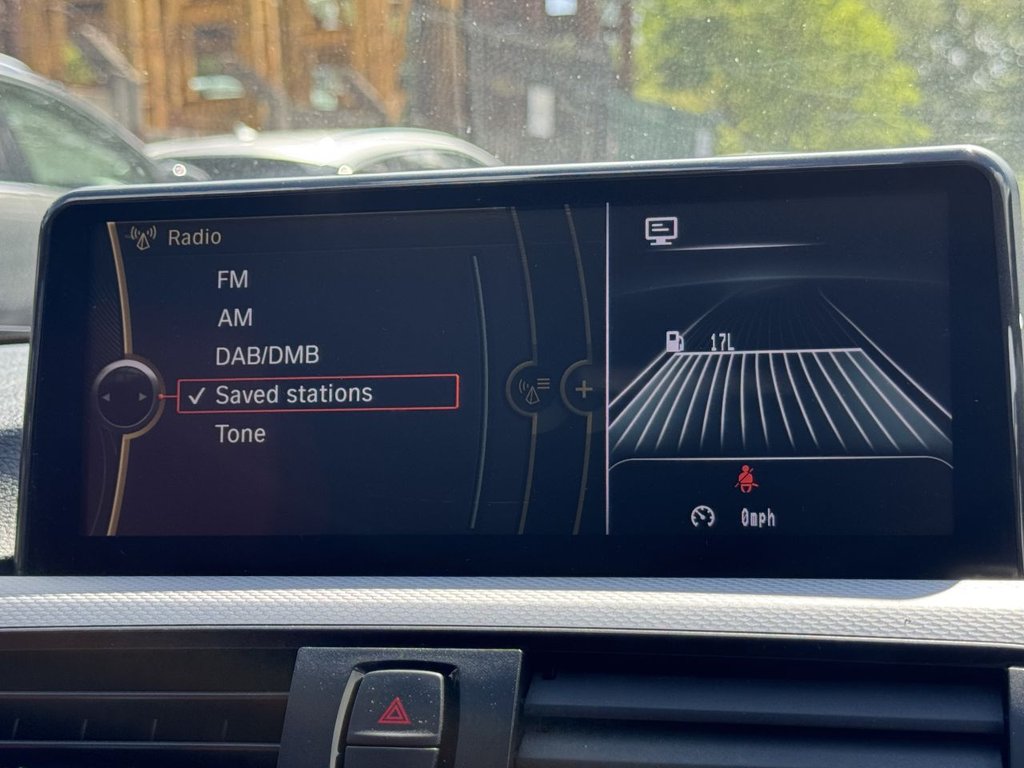 Radio
FM
AM
DAB/DMB
✓ Saved stations
Tone
17L
0mph